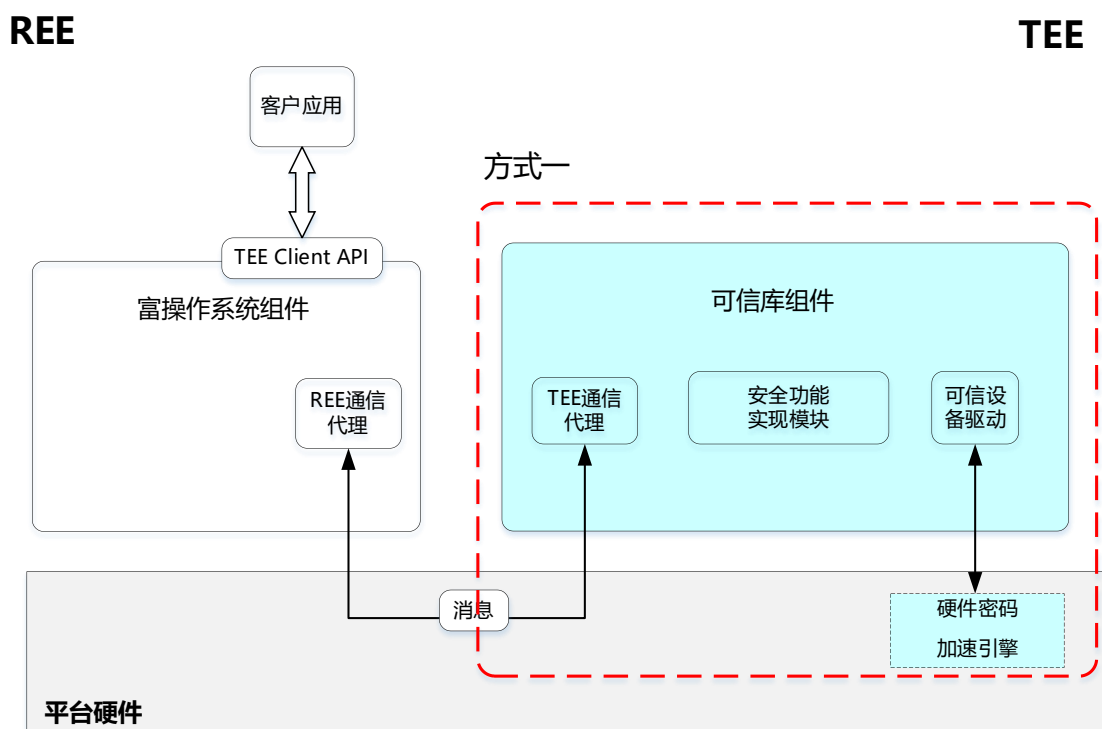 REE
TEE
客户应用
方式一
TEE Client API
富操作系统组件
可信库组件
REE通信
代理
TEE通信
代理
安全功能
实现模块
可信设
备驱动
消息
硬件密码
加速引擎
平台硬件